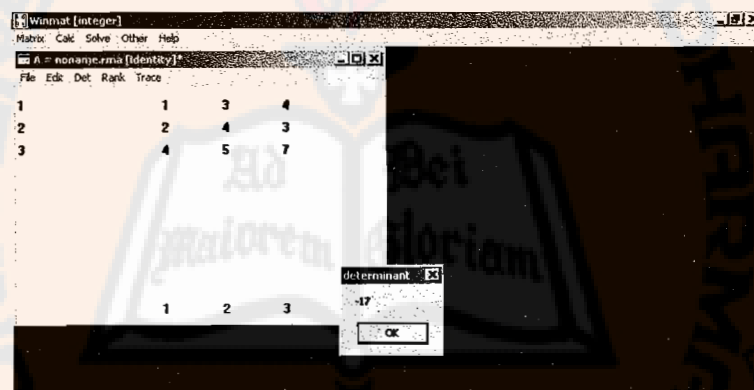 Winmat [integer]
Matrix Calc Solve Other Help
A = noname.rma [Identity]*
File Edit Det Rank Trace
1 1 3 4
2 2 4 3
3 4 5 7
Ad Dei
maiorem Gloriam
determinant
-17
1 2 3
OK